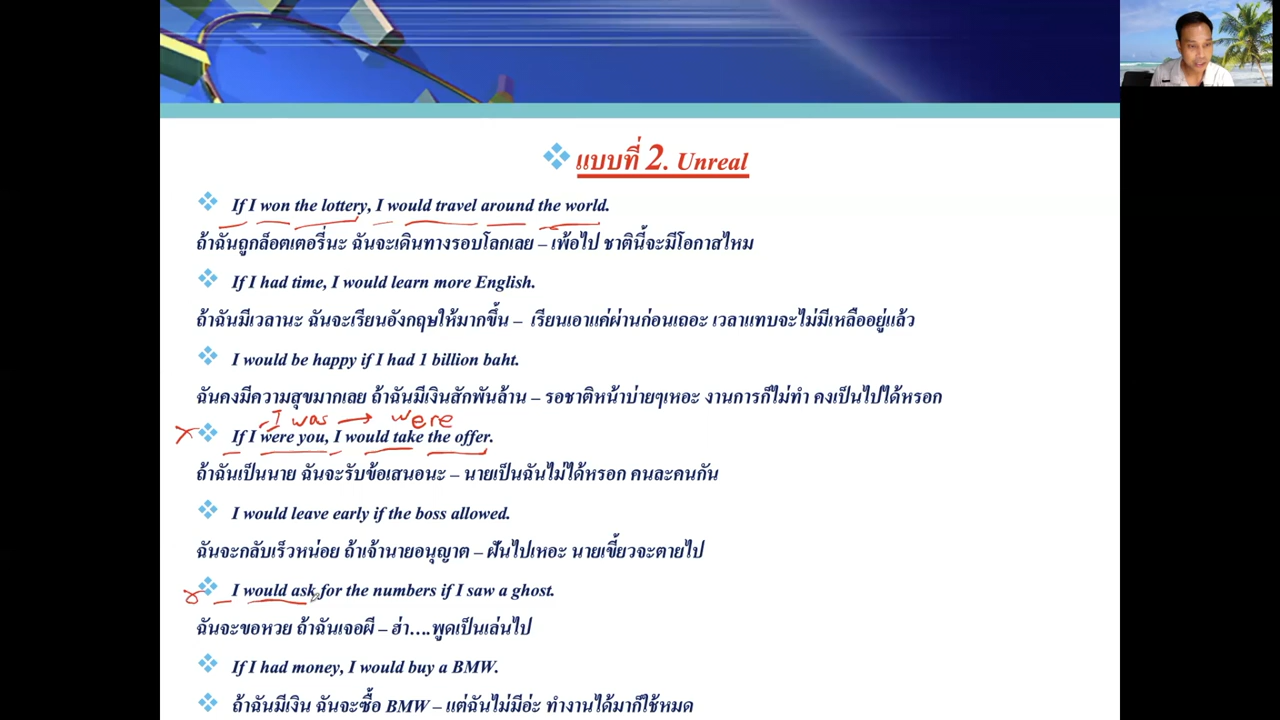 แบบที่ 2. Unreal
If I won the lottery, I would travel around the world.
ถ้าฉันถูกล็อตเตอรี่นะ ฉันจะเดินทางรอบโลกเลย – เพ้อไป ชาตินี้จะมีโอกาสไหม
If I had time, I would learn more English.
ถ้าฉันมีเวลานะ ฉันจะเรียนอังกฤษให้มากขึ้น – เรียนเอาแค่ผ่านก่อนเถอะ เวลาแทบจะไม่มีเหลืออยู่แล้ว
I would be happy if I had 1 billion baht.
ฉันคงมีความสุขมากเลย ถ้าฉันมีเงินสักพันล้าน – รอชาติหน้าบ่ายๆเหอะ งานการก็ไม่ทำ คงเป็นไปได้หรอก
I was → were
If I were you, I would take the offer.
ถ้าฉันเป็นนาย ฉันจะรับข้อเสนอนะ – นายเป็นฉันไม่ได้หรอก คนละคนกัน
I would leave early if the boss allowed.
ฉันจะกลับเร็วหน่อย ถ้าเจ้านายอนุญาต – ฝันไปเหอะ นายเขี้ยวจะตายไป
I would ask for the numbers if I saw a ghost.
ฉันจะขอหวย ถ้าฉันเจอผี – ฮ่า....พูดเป็นเล่นไป
If I had money, I would buy a BMW.
ถ้าฉันมีเงิน ฉันจะซื้อ BMW – แต่ฉันไม่มีอ่ะ ทำงานได้มาก็ใช้หมด